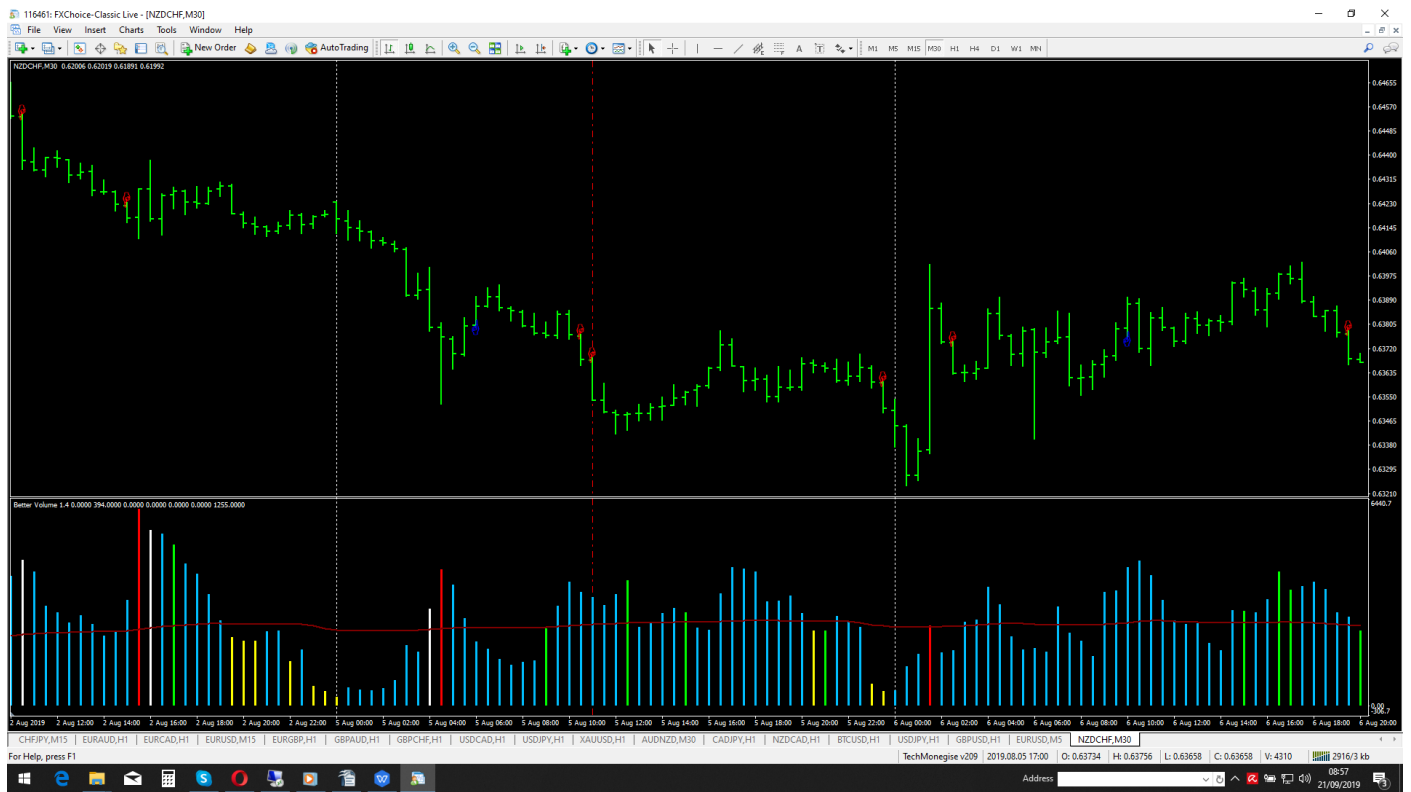 116461: FXChoice-Classic Live - [NZDCHF,M30]
File View Insert Charts Tools Window Help
New Order AutoTrading A T M1 M5 M15 M30 H1 H4 D1 W1 MN
NZDCHF,M30 0.62006 0.62019 0.61891 0.61992
0.64655
0.64570
0.64485
0.64400
0.64315
0.64230
0.64145
0.64060
0.63975
0.63890
0.63805
0.63720
0.63635
0.63550
0.63465
0.63380
0.63295
0.63210
Better Volume 1.4 0.0000 394.0000 0.0000 0.0000 0.0000 0.0000 1255.0000
6440.7
0.00
-306.7
2 Aug 2019 2 Aug 12:00 2 Aug 14:00 2 Aug 16:00 2 Aug 18:00 2 Aug 20:00 2 Aug 22:00 5 Aug 00:00 5 Aug 02:00 5 Aug 04:00 5 Aug 06:00 5 Aug 08:00 5 Aug 10:00 5 Aug 12:00 5 Aug 14:00 5 Aug 16:00 5 Aug 18:00 5 Aug 20:00 5 Aug 22:00 6 Aug 00:00 6 Aug 02:00 6 Aug 04:00 6 Aug 06:00 6 Aug 08:00 6 Aug 10:00 6 Aug 12:00 6 Aug 14:00 6 Aug 16:00 6 Aug 18:00 6 Aug 20:00
CHFJPY,M15 EURAUD,H1 EURCAD,H1 EURUSD,M15 EURGBP,H1 GBPAUD,H1 GBPCHF,H1 USDCAD,H1 USDJPY,H1 XAUUSD,H1 AUDNZD,M30 CADJPY,H1 NZDCAD,H1 BTCUSD,H1 USDJPY,H1 GBPUSD,H1 EURUSD,M5 NZDCHF,M30
For Help, press F1 TechMonegise v209 2019.08.05 17:00 O: 0.63734 H: 0.63756 L: 0.63658 C: 0.63658 V: 4310 2916/3 kb
Address 08:57
21/09/2019
3